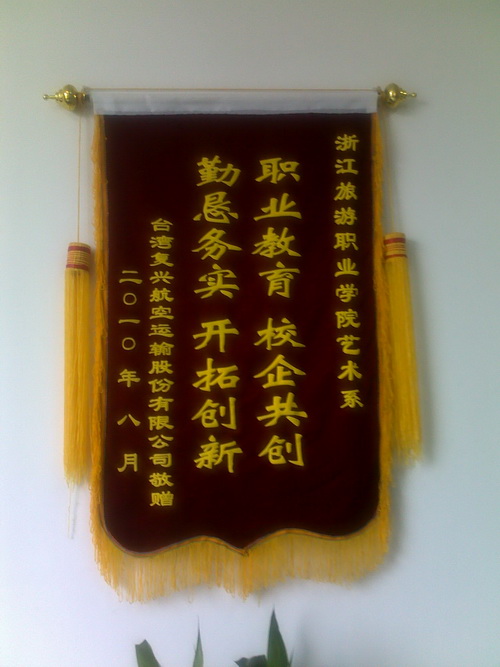 浙江旅游职业学院艺术系
职业教育 校企共创
勤恳务实 开拓创新
台湾复兴航空运输股份有限公司敬赠
二〇一〇年 八月